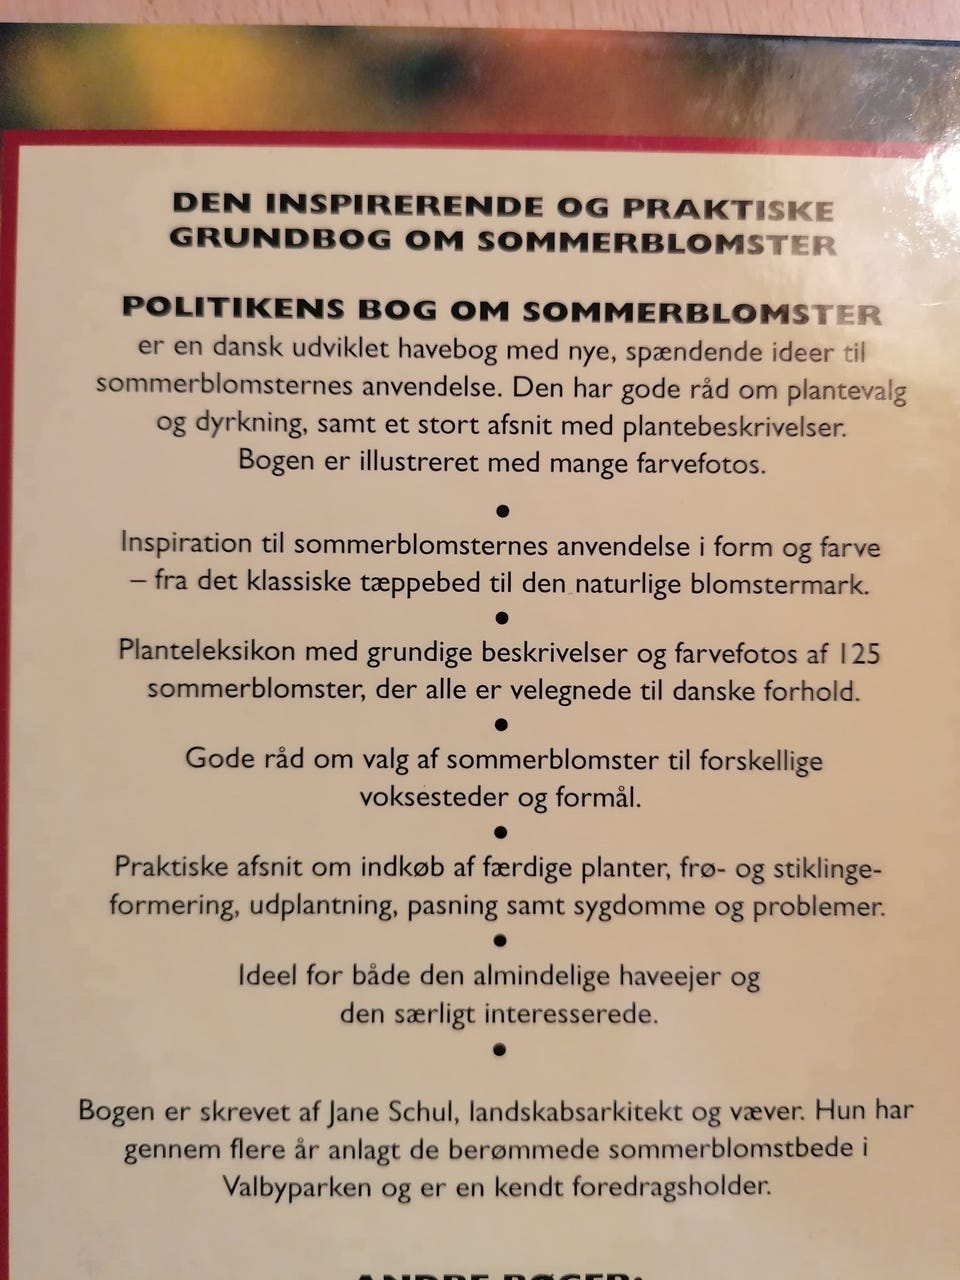 DEN INSPIRERENDE OG PRAKTISKE
GRUNDBOG OM SOMMERBLOMSTER
POLITIKENS BOG OM SOMMERBLOMSTER
er en dansk udviklet havebog med nye, spændende ideer til
sommerblomsternes anvendelse. Den har gode råd om plantevalg
og dyrkning, samt et stort afsnit med plantebeskrivelser.
Bogen er illustreret med mange farvefotos.
•
Inspiration til sommerblomsternes anvendelse i form og farve
– fra det klassiske tæppebed til den naturlige blomstermark.
•
Planteleksikon med grundige beskrivelser og farvefotos af 125
sommerblomster, der alle er velegnede til danske forhold.
•
Gode råd om valg af sommerblomster til forskellige
voksesteder og formål.
•
Praktiske afsnit om indkøb af færdige planter, frø- og stiklinge-
formering, udplantning, pasning samt sygdomme og problemer.
•
Ideel for både den almindelige haveejer og
den særligt interesserede.
•
Bogen er skrevet af Jane Schul, landskabsarkitekt og væver. Hun har
gennem flere år anlagt de berømmede sommerblomstbede i
Valbyparken og er en kendt foredragsholder.
ANDRE BØGER: